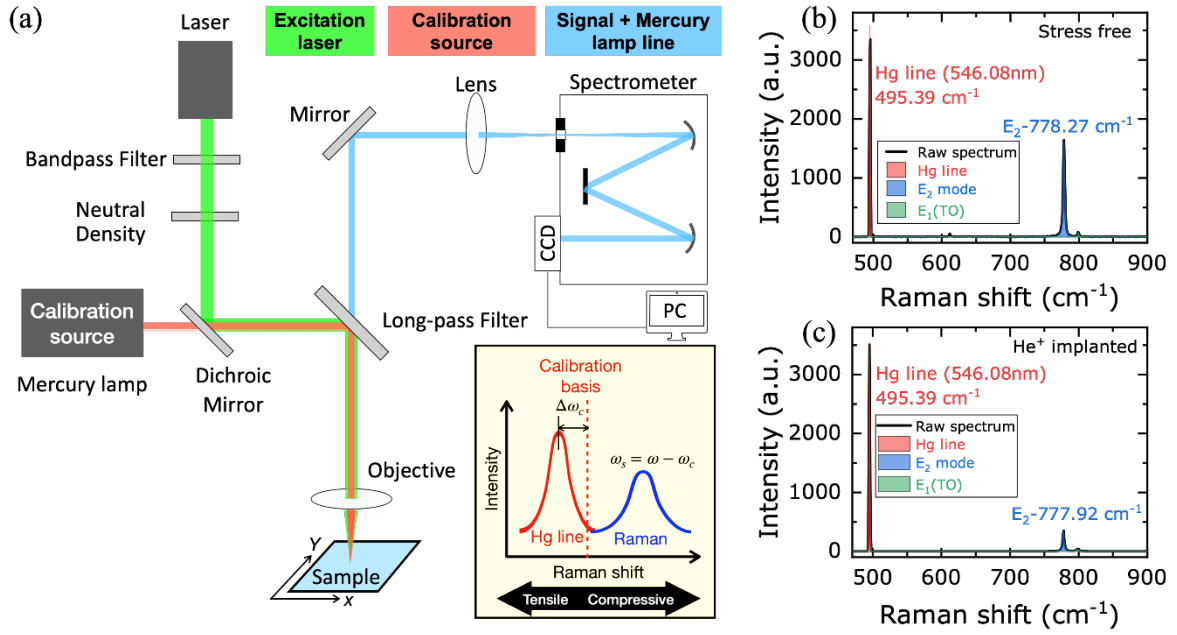 (a)
Excitation
laser
Calibration
source
Signal + Mercury
lamp line
Laser
Bandpass Filter
Neutral
Density
Calibration
source
Mercury lamp
Dichroic
Mirror
Mirror
Lens
Spectrometer
CCD
PC
Long-pass Filter
Objective
Sample
Y
x
Calibration
basis
Δω_c
ω_s = ω − ω_c
Intensity
Hg line
Raman
Raman shift
Tensile
Compressive
(b)
Stress free
Hg line (546.08nm)
495.39 cm⁻¹
E₂-778.27 cm⁻¹
Raw spectrum
Hg line
E₂ mode
E₁(TO)
Intensity (a.u.)
3000
2000
1000
0
500
600
700
800
900
Raman shift (cm⁻¹)
(c)
He⁺ implanted
Hg line (546.08nm)
495.39 cm⁻¹
Raw spectrum
Hg line
E₂ mode
E₁(TO)
E₂-777.92 cm⁻¹
Intensity (a.u.)
3000
2000
1000
0
500
600
700
800
900
Raman shift (cm⁻¹)